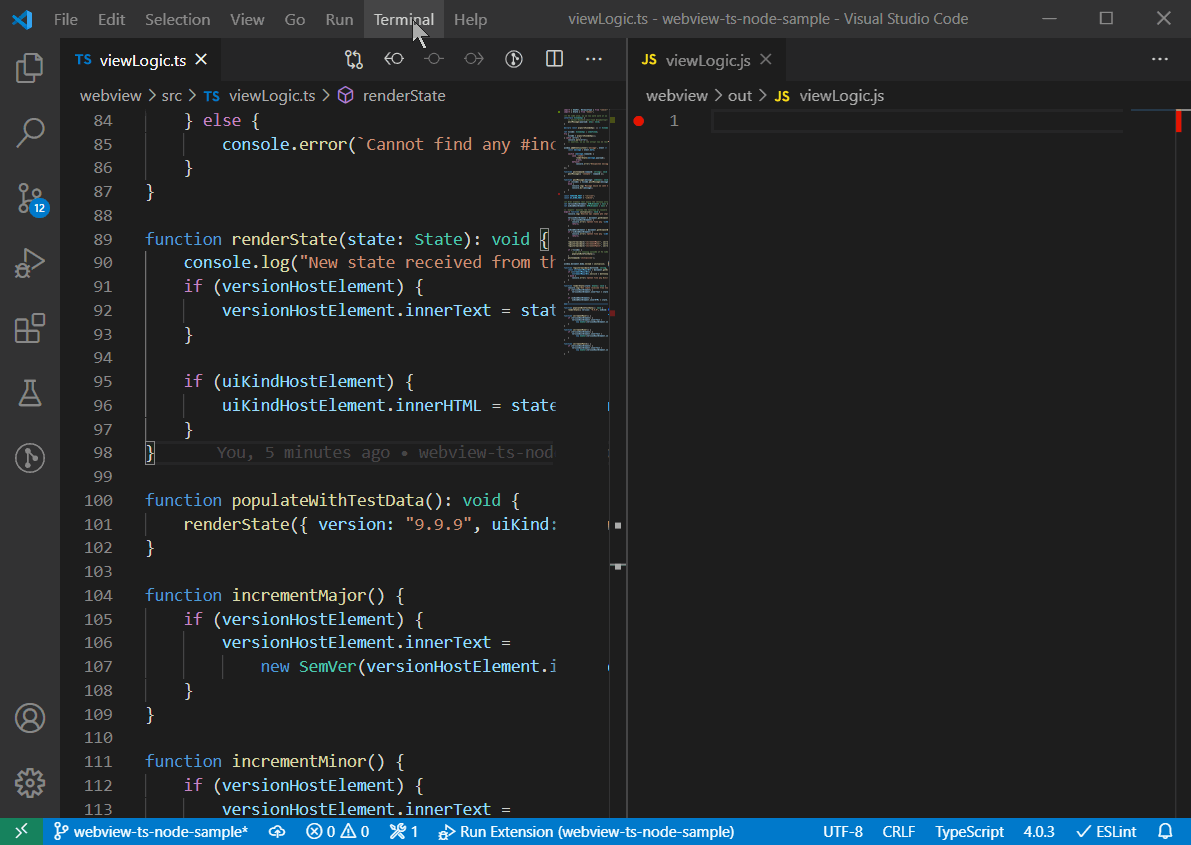 File Edit Selection View Go Run Terminal Help viewLogic.ts - webview-ts-node-sample - Visual Studio Code
TS viewLogic.ts
JS viewLogic.js
webview > src > TS viewLogic.ts > renderState
webview > out > JS viewLogic.js
84 } else {
85 console.error(`Cannot find any #inc
86 }
87 }
88
89 function renderState(state: State): void {
90 console.log("New state received from th
91 if (versionHostElement) {
92 versionHostElement.innerText = stat
93 }
94
95 if (uiKindHostElement) {
96 uiKindHostElement.innerHTML = state
97 }
98 } You, 5 minutes ago • webview-ts-nod
99
100 function populateWithTestData(): void {
101 renderState({ version: "9.9.9", uiKind:
102 }
103
104 function incrementMajor() {
105 if (versionHostElement) {
106 versionHostElement.innerText =
107 new SemVer(versionHostElement.i
108 }
109 }
110
111 function incrementMinor() {
112 if (versionHostElement) {
113 versionHostElement.innerText =
1
12
webview-ts-node-sample* 0 0 1 Run Extension (webview-ts-node-sample) UTF-8 CRLF TypeScript 4.0.3 ESLint